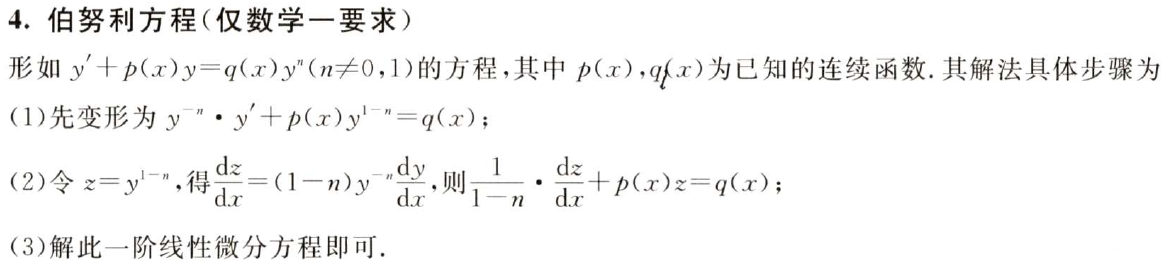 4. 伯努利方程(仅数学一要求)
形如 y′+p(x)y=q(x)yⁿ(n≠0,1)的方程,其中 p(x),q(x)为已知的连续函数.其解法具体步骤为
(1)先变形为 y⁻ⁿ·y′+p(x)y¹⁻ⁿ=q(x);
(2)令 z=y¹⁻ⁿ,得dz/dx=(1-n)y⁻ⁿdy/dx,则1/(1-n)·dz/dx+p(x)z=q(x);
(3)解此一阶线性微分方程即可.